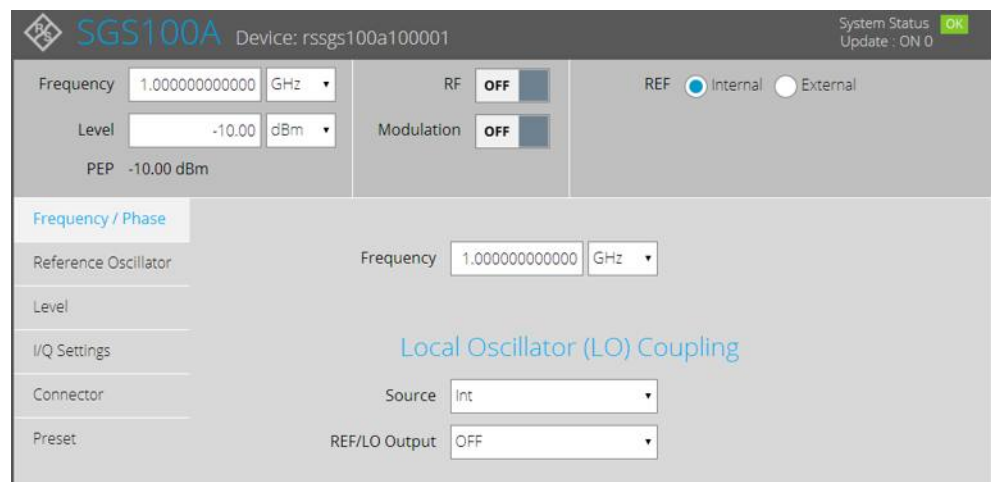 R&S SGS100A Device: rssgs100a100001 System Status OK
Update : ON 0
Frequency 1.000000000000 GHz RF OFF REF Internal External
Level -10.00 dBm Modulation OFF
PEP -10.00 dBm
Frequency / Phase
Reference Oscillator
Level
I/Q Settings
Connector
Preset
Frequency 1.000000000000 GHz
Local Oscillator (LO) Coupling
Source Int
REF/LO Output OFF